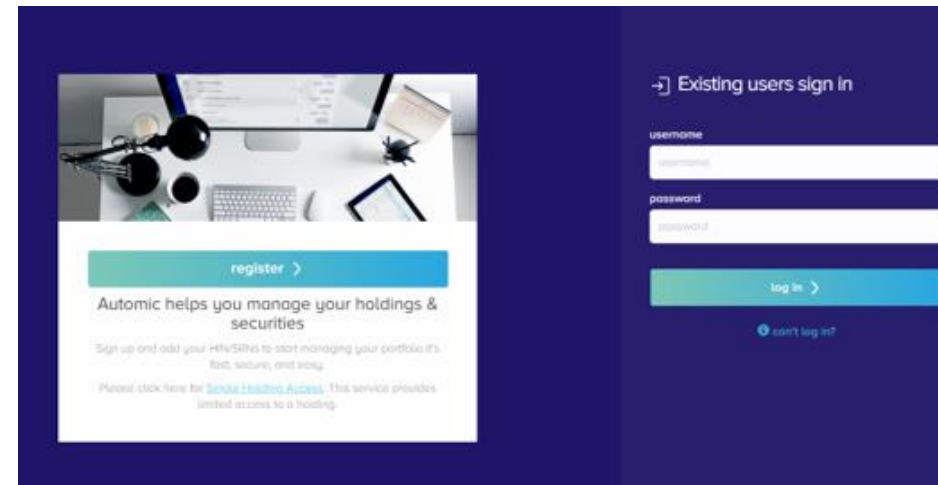 register
Automic helps you manage your holdings &
securities
Sign up and add your HIN/SRNs to start managing your portfolio it's
fast, secure, and easy.
Please click here for Single Holding Access. This service provides
limited access to a holding.
Existing users sign in
username
username
password
password
log in
can't log in?